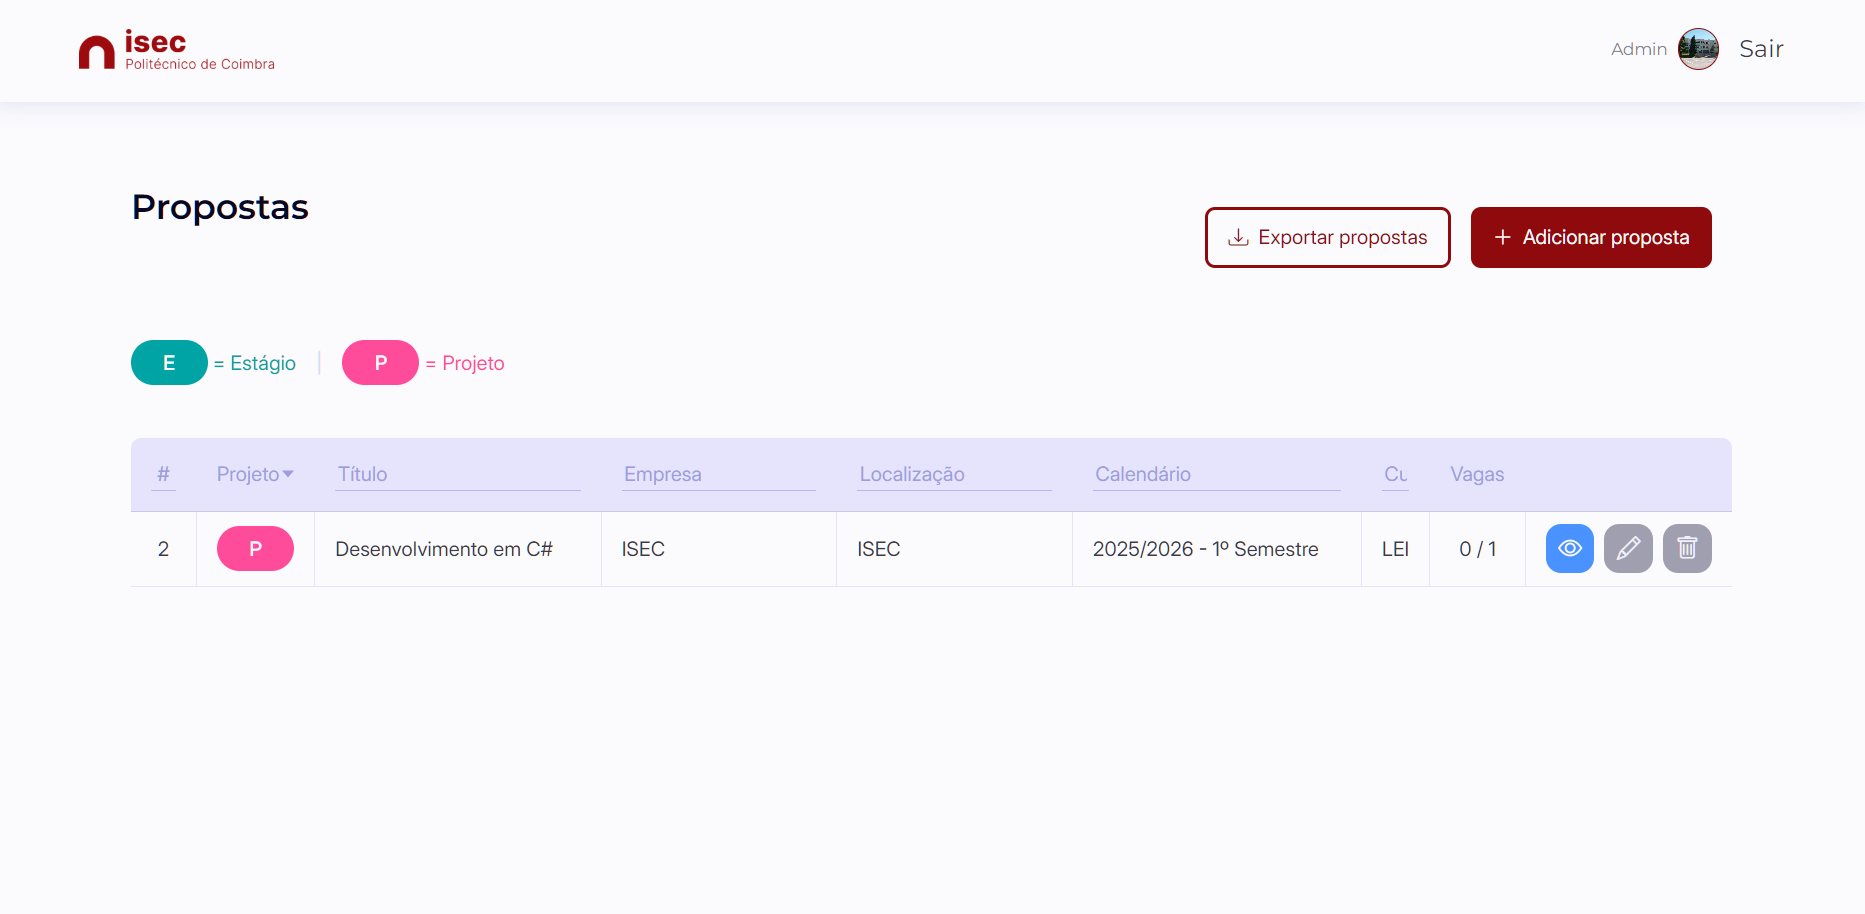 isec
Politécnico de Coimbra
Admin
Sair
Propostas
Exportar propostas
+ Adicionar proposta
E = Estágio | P = Projeto
# Projeto Título Empresa Localização Calendário Cu Vagas
2 P Desenvolvimento em C# ISEC ISEC 2025/2026 - 1º Semestre LEI 0 / 1